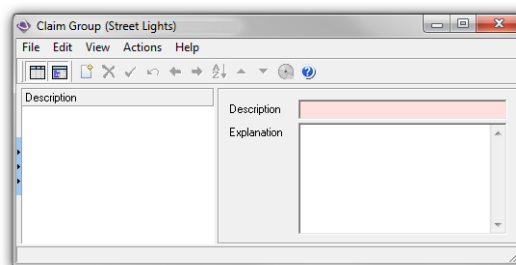 Claim Group (Street Lights)
File Edit View Actions Help
Description
Description
Explanation